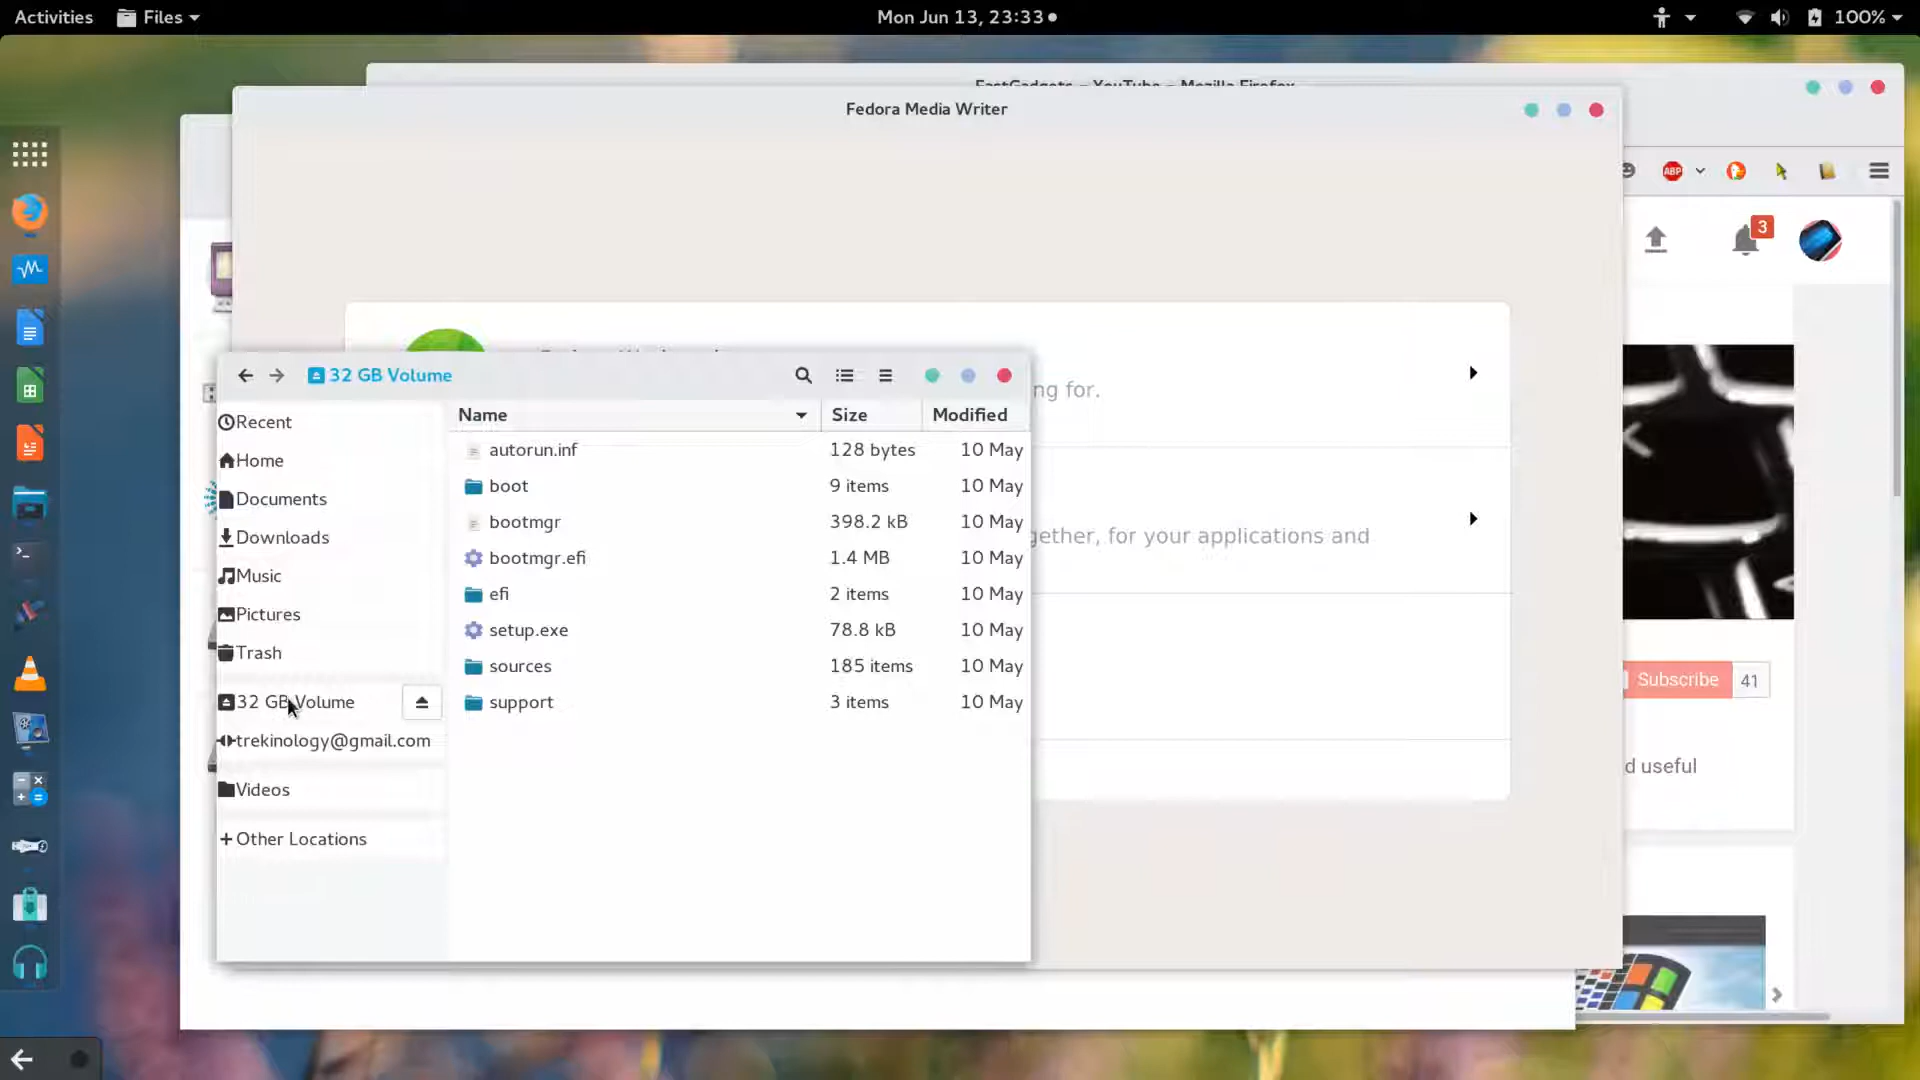 Activities Files Mon Jun 13, 23:33 100%
Fedora Media Writer
ABP
3
32 GB Volume
Name Size Modified
ng for.
Recent
Home
Documents
Downloads
Music
Pictures
Trash
32 GB Volume
trekinology@gmail.com
Videos
Other Locations
autorun.inf 128 bytes 10 May
boot 9 items 10 May
bootmgr 398.2 kB 10 May
bootmgr.efi 1.4 MB 10 May
efi 2 items 10 May
setup.exe 78.8 kB 10 May
sources 185 items 10 May
support 3 items 10 May
gether, for your applications and
Subscribe 41
d useful